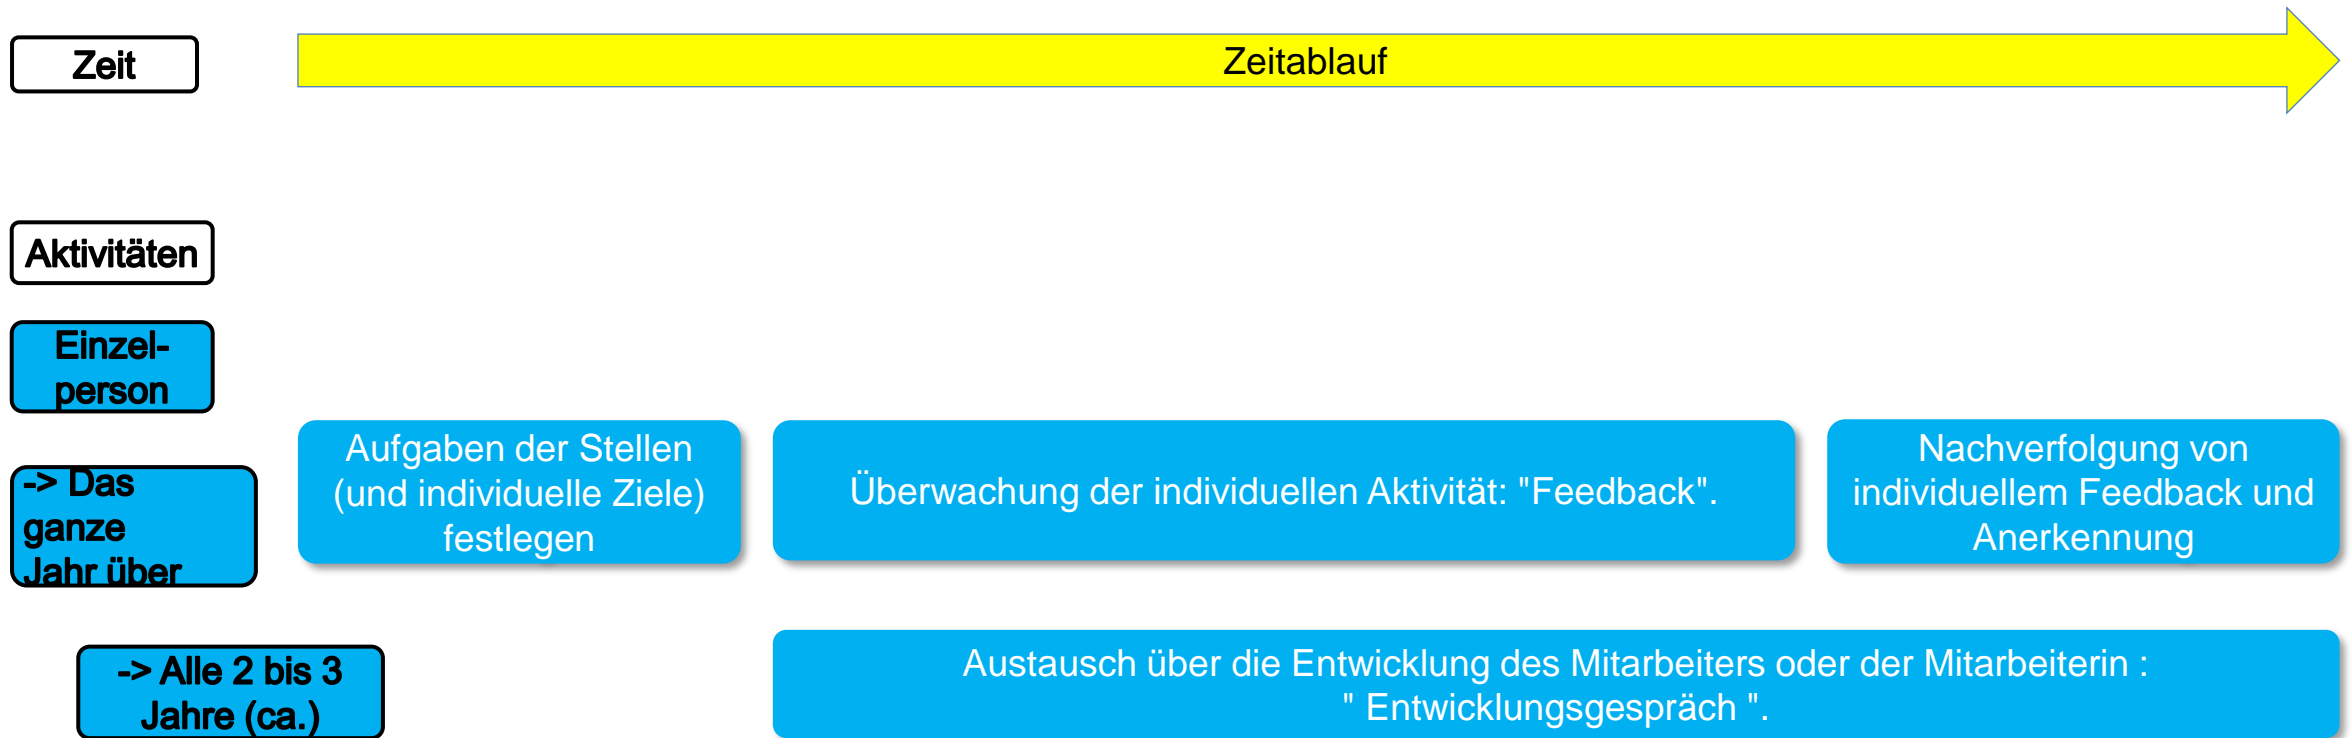 Zeit
Zeitablauf
Aktivitäten
Einzel-
person
-> Das
ganze
Jahr über
Aufgaben der Stellen
(und individuelle Ziele)
festlegen
Überwachung der individuellen Aktivität: "Feedback".
Nachverfolgung von
individuellem Feedback und
Anerkennung
-> Alle 2 bis 3
Jahre (ca.)
Austausch über die Entwicklung des Mitarbeiters oder der Mitarbeiterin :
" Entwicklungsgespräch ".